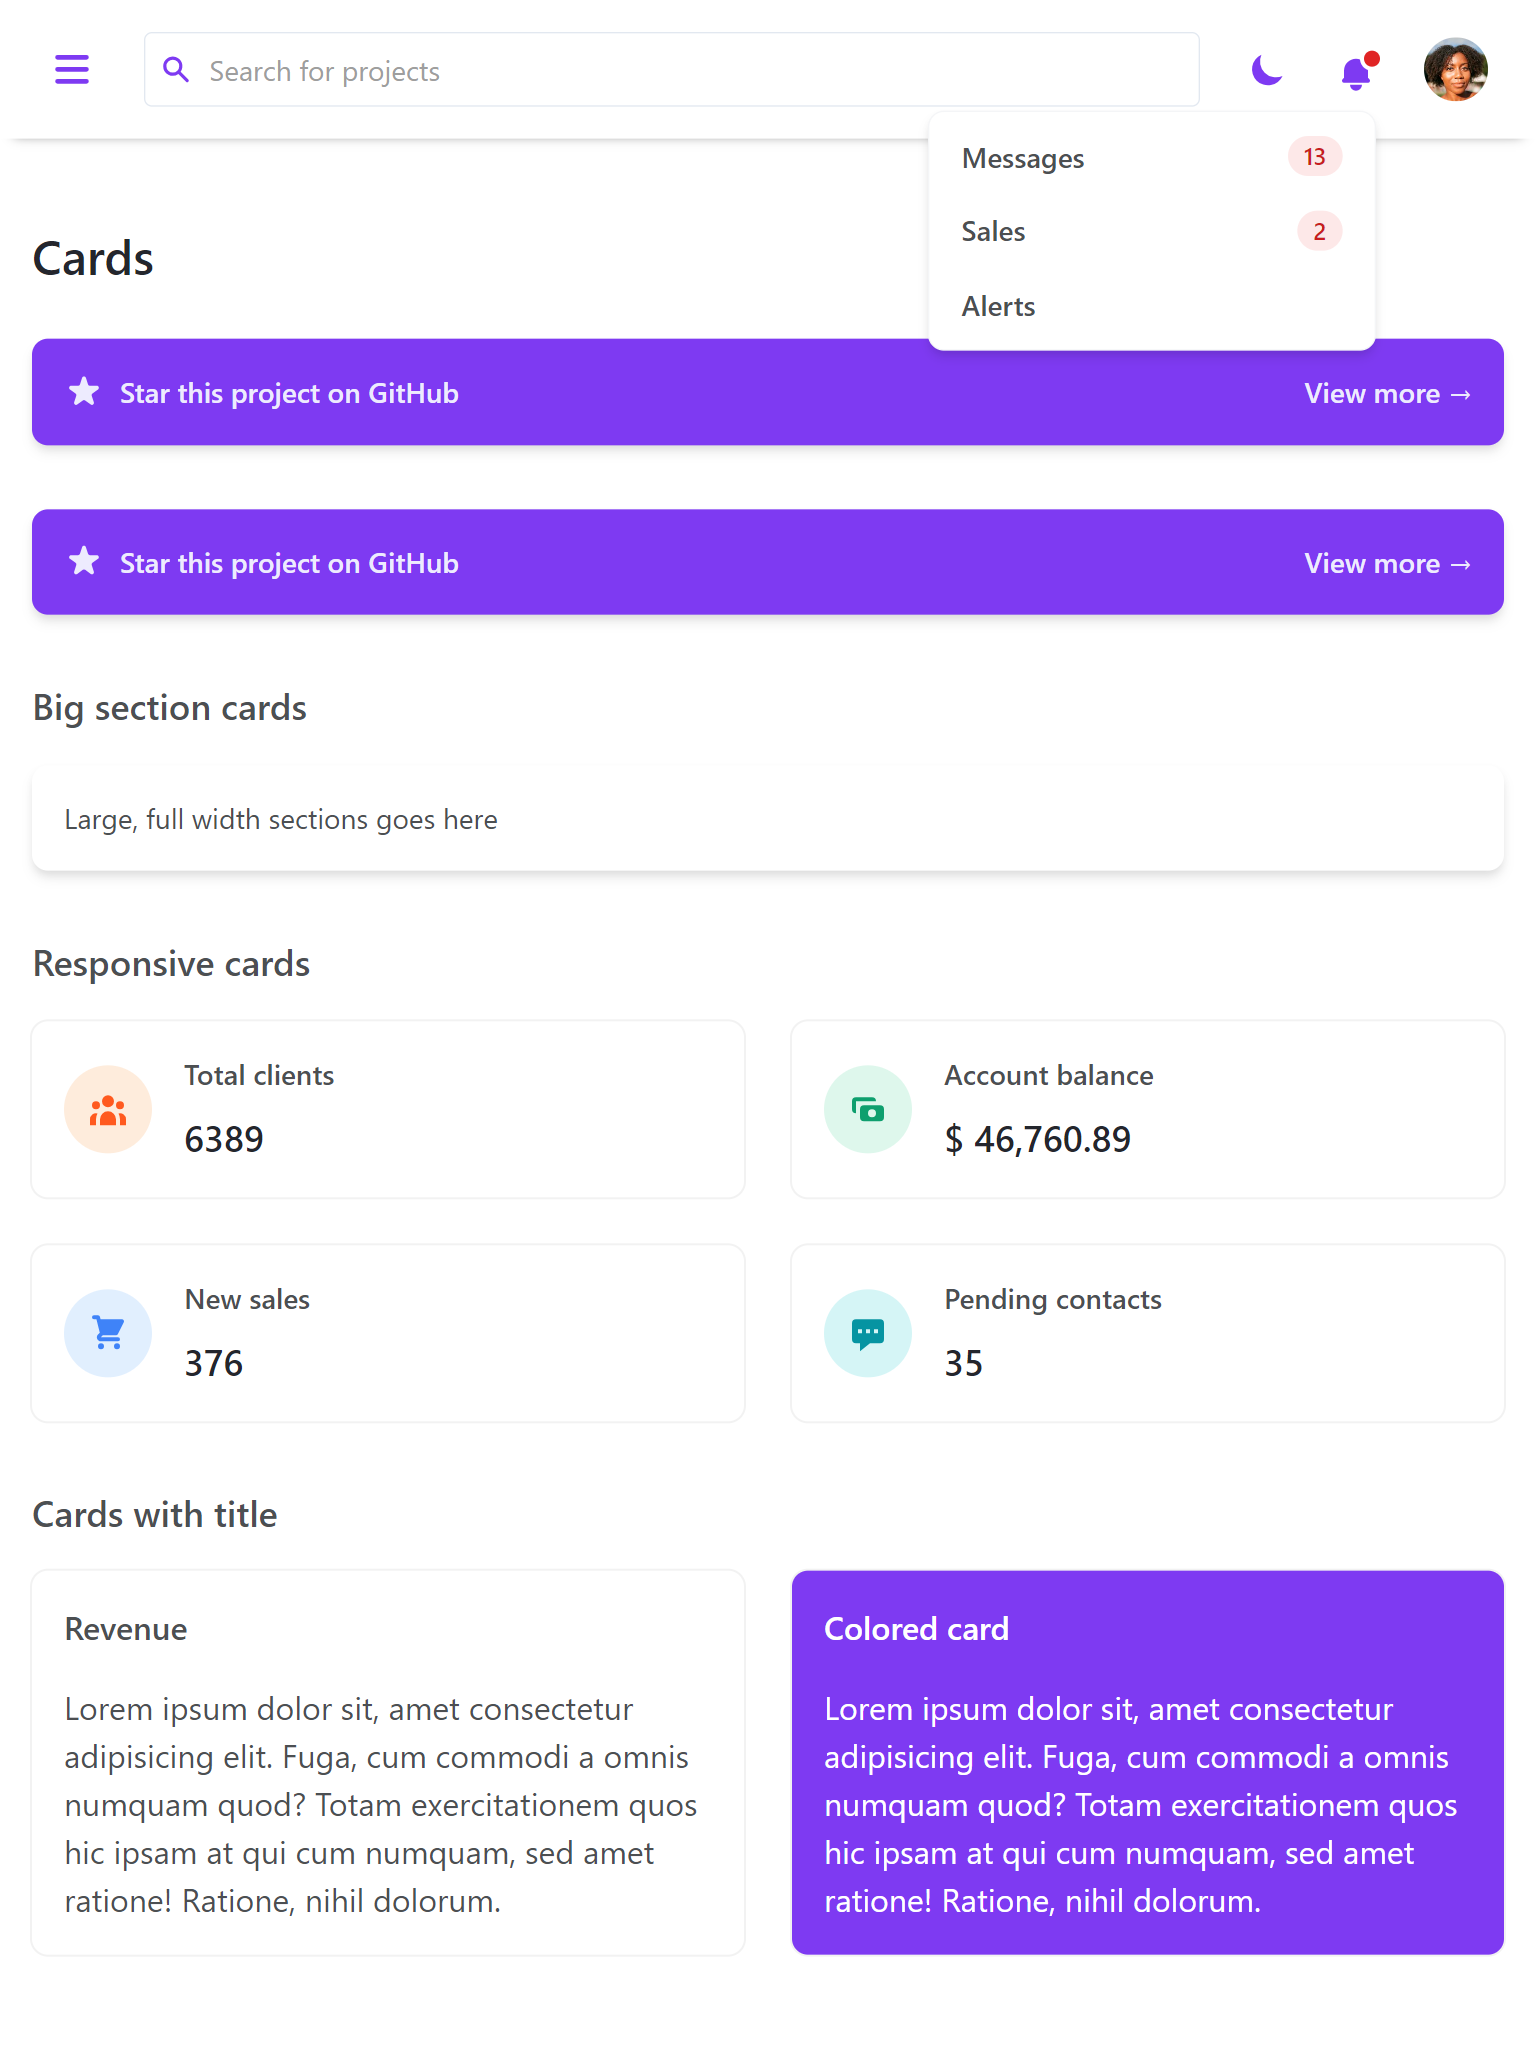 Search for projects
Messages 13
Sales 2
Alerts
Cards
Star this project on GitHub View more →
Star this project on GitHub View more →
Big section cards
Large, full width sections goes here
Responsive cards
Total clients
6389
Account balance
$ 46,760.89
New sales
376
Pending contacts
35
Cards with title
Revenue
Lorem ipsum dolor sit, amet consectetur
adipisicing elit. Fuga, cum commodi a omnis
numquam quod? Totam exercitationem quos
hic ipsam at qui cum numquam, sed amet
ratione! Ratione, nihil dolorum.
Colored card
Lorem ipsum dolor sit, amet consectetur
adipisicing elit. Fuga, cum commodi a omnis
numquam quod? Totam exercitationem quos
hic ipsam at qui cum numquam, sed amet
ratione! Ratione, nihil dolorum.